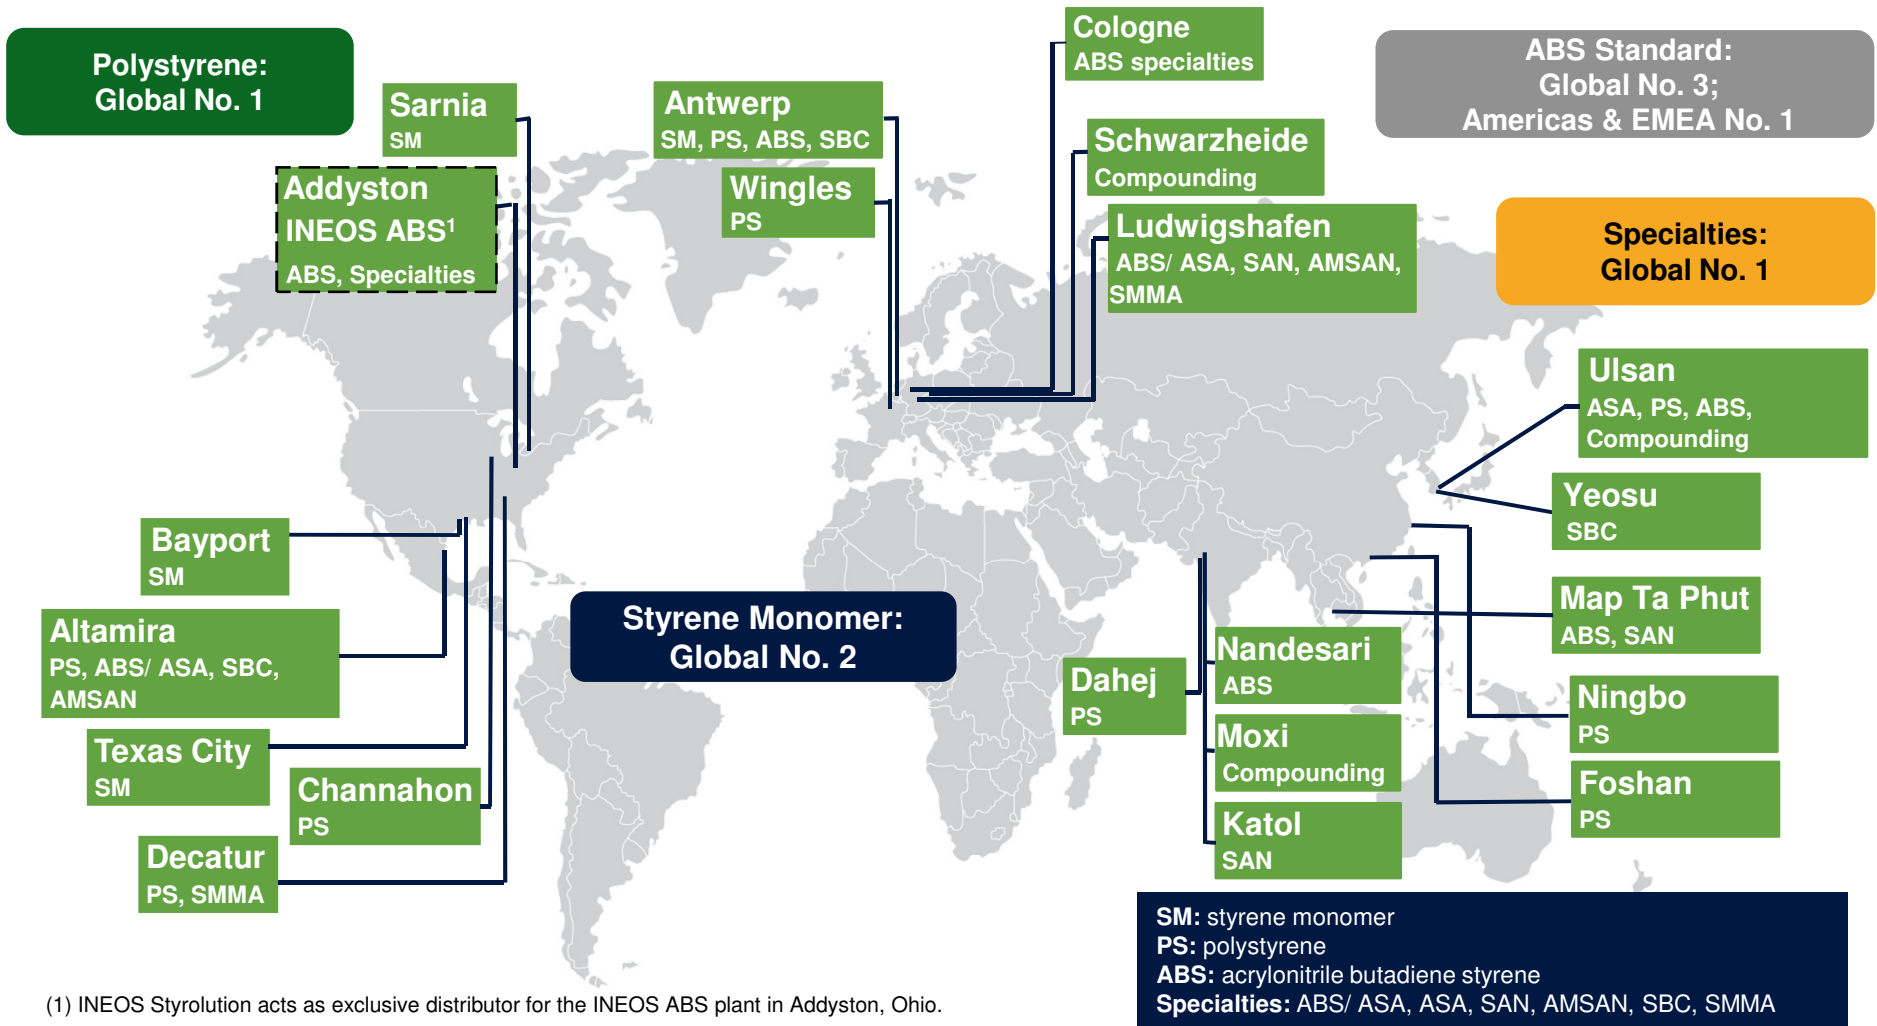 Polystyrene:
Global No. 1
Sarnia
SM
Addyston
INEOS ABS¹
ABS, Specialties
Antwerp
SM, PS, ABS, SBC
Wingles
PS
Cologne
ABS specialties
Schwarzheide
Compounding
Ludwigshafen
ABS/ ASA, SAN, AMSAN,
SMMA
ABS Standard:
Global No. 3;
Americas & EMEA No. 1
Specialties:
Global No. 1
Ulsan
ASA, PS, ABS,
Compounding
Yeosu
SBC
Map Ta Phut
ABS, SAN
Ningbo
PS
Foshan
PS
Bayport
SM
Altamira
PS, ABS/ ASA, SBC,
AMSAN
Texas City
SM
Channahon
PS
Decatur
PS, SMMA
Styrene Monomer:
Global No. 2
Dahej
PS
Nandesari
ABS
Moxi
Compounding
Katol
SAN
SM: styrene monomer
PS: polystyrene
ABS: acrylonitrile butadiene styrene
Specialties: ABS/ ASA, ASA, SAN, AMSAN, SBC, SMMA
(1) INEOS Styrolution acts as exclusive distributor for the INEOS ABS plant in Addyston, Ohio.